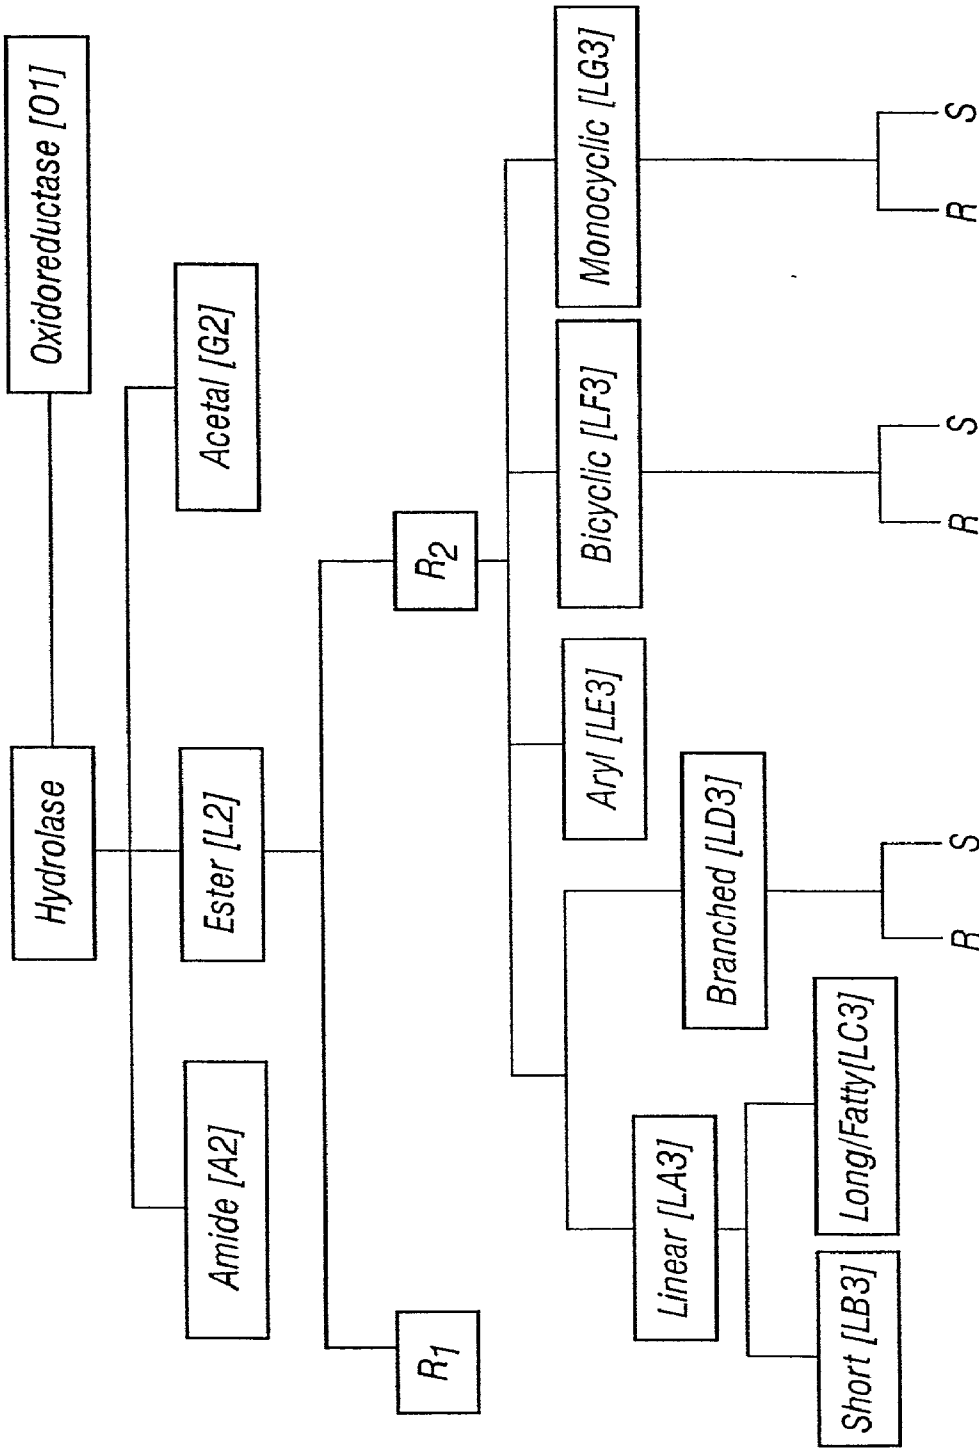 Hydrolase
Oxidoreductase [O1]
Amide [A2]
Ester [L2]
Acetal [G2]
R1
R2
Linear [LA3]
Branched [LD3]
Aryl [LE3]
Bicyclic [LF3]
Monocyclic [LG3]
Short [LB3]
Long/Fatty[LC3]
R
S
R
S
R
S